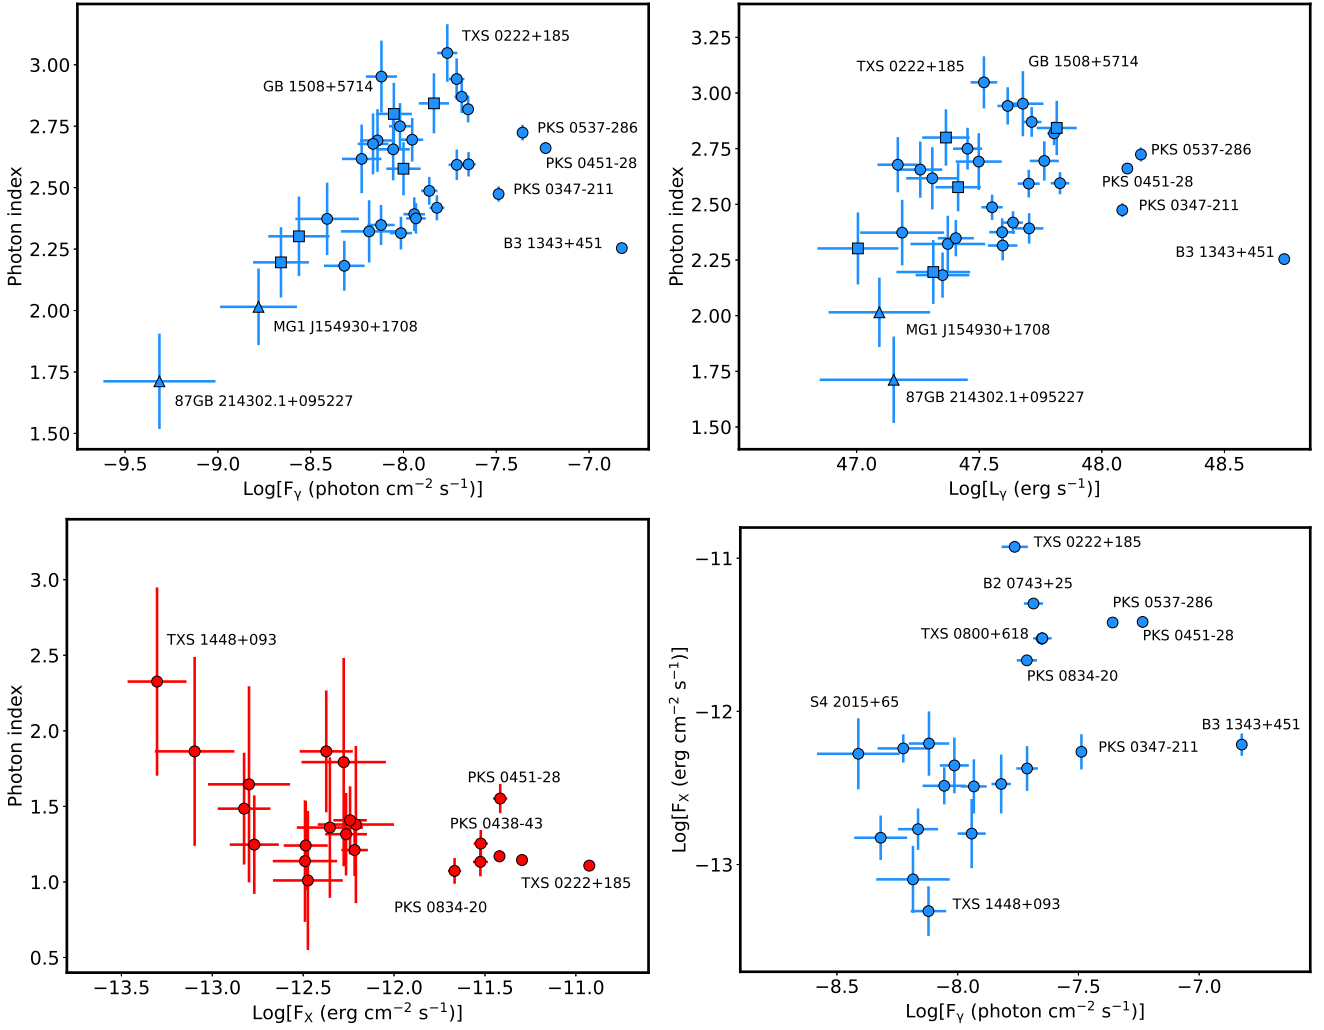 TXS 0222+185
GB 1508+5714
PKS 0537-286
PKS 0451-28
PKS 0347-211
B3 1343+451
MG1 J154930+1708
87GB 214302.1+095227
3.00
2.75
2.50
2.25
2.00
1.75
1.50
Photon index
−9.5 −9.0 −8.5 −8.0 −7.5 −7.0
Log[Fγ (photon cm⁻² s⁻¹)]
GB 1508+5714
TXS 0222+185
PKS 0537-286
PKS 0451-28
PKS 0347-211
B3 1343+451
MG1 J154930+1708
87GB 214302.1+095227
3.25
3.00
2.75
2.50
2.25
2.00
1.75
1.50
Photon index
47.0 47.5 48.0 48.5
Log[Lγ (erg s⁻¹)]
TXS 1448+093
PKS 0451-28
PKS 0438-43
TXS 0222+185
PKS 0834-20
3.0
2.5
2.0
1.5
1.0
0.5
Photon index
−13.5 −13.0 −12.5 −12.0 −11.5 −11.0
Log[FX (erg cm⁻² s⁻¹)]
TXS 0222+185
B2 0743+25
PKS 0537-286
TXS 0800+618
PKS 0451-28
PKS 0834-20
S4 2015+65
B3 1343+451
PKS 0347-211
TXS 1448+093
−11
−12
−13
Log[FX (erg cm⁻² s⁻¹)]
−8.5 −8.0 −7.5 −7.0
Log[Fγ (photon cm⁻² s⁻¹)]